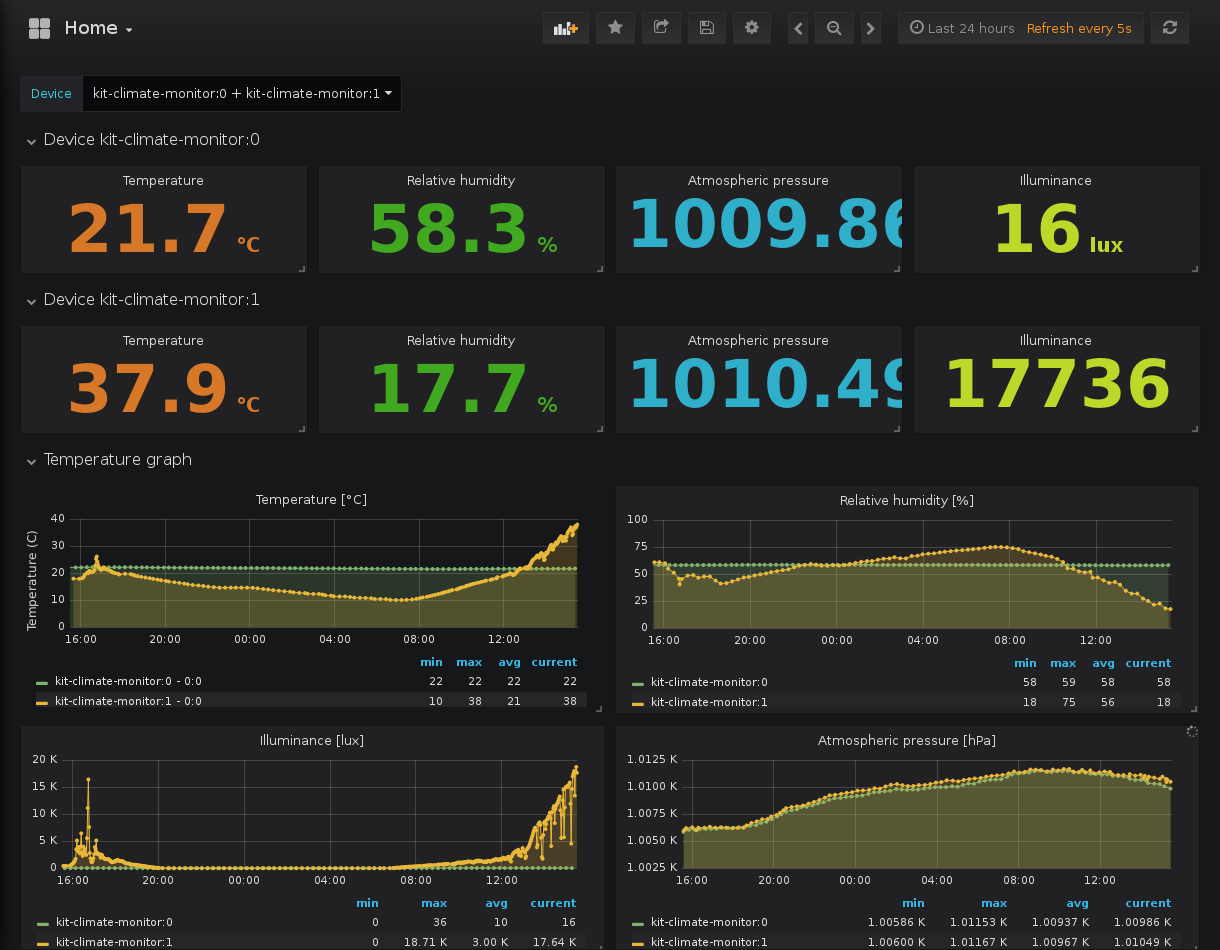 Home
Last 24 hours Refresh every 5s
Device kit-climate-monitor:0 + kit-climate-monitor:1
Device kit-climate-monitor:0
Temperature Relative humidity Atmospheric pressure Illuminance
21.7 °C 58.3 % 1009.86 16 lux
Device kit-climate-monitor:1
Temperature Relative humidity Atmospheric pressure Illuminance
37.9 °C 17.7 % 1010.49 17736
Temperature graph
Temperature [°C]
Temperature (C)
40
30
20
10
0
16:00 20:00 00:00 04:00 08:00 12:00
min max avg current
kit-climate-monitor:0 - 0:0 22 22 22 22
kit-climate-monitor:1 - 0:0 10 38 21 38
Relative humidity [%]
100
75
50
25
0
16:00 20:00 00:00 04:00 08:00 12:00
min max avg current
kit-climate-monitor:0 58 59 58 58
kit-climate-monitor:1 18 75 56 18
Illuminance [lux]
20 K
15 K
10 K
5 K
0
16:00 20:00 00:00 04:00 08:00 12:00
min max avg current
kit-climate-monitor:0 0 36 10 16
kit-climate-monitor:1 0 18.71 K 3.00 K 17.64 K
Atmospheric pressure [hPa]
1.0125 K
1.0100 K
1.0075 K
1.0050 K
1.0025 K
16:00 20:00 00:00 04:00 08:00 12:00
min max avg current
kit-climate-monitor:0 1.00586 K 1.01153 K 1.00937 K 1.00986 K
kit-climate-monitor:1 1.00600 K 1.01167 K 1.00967 K 1.01049 K